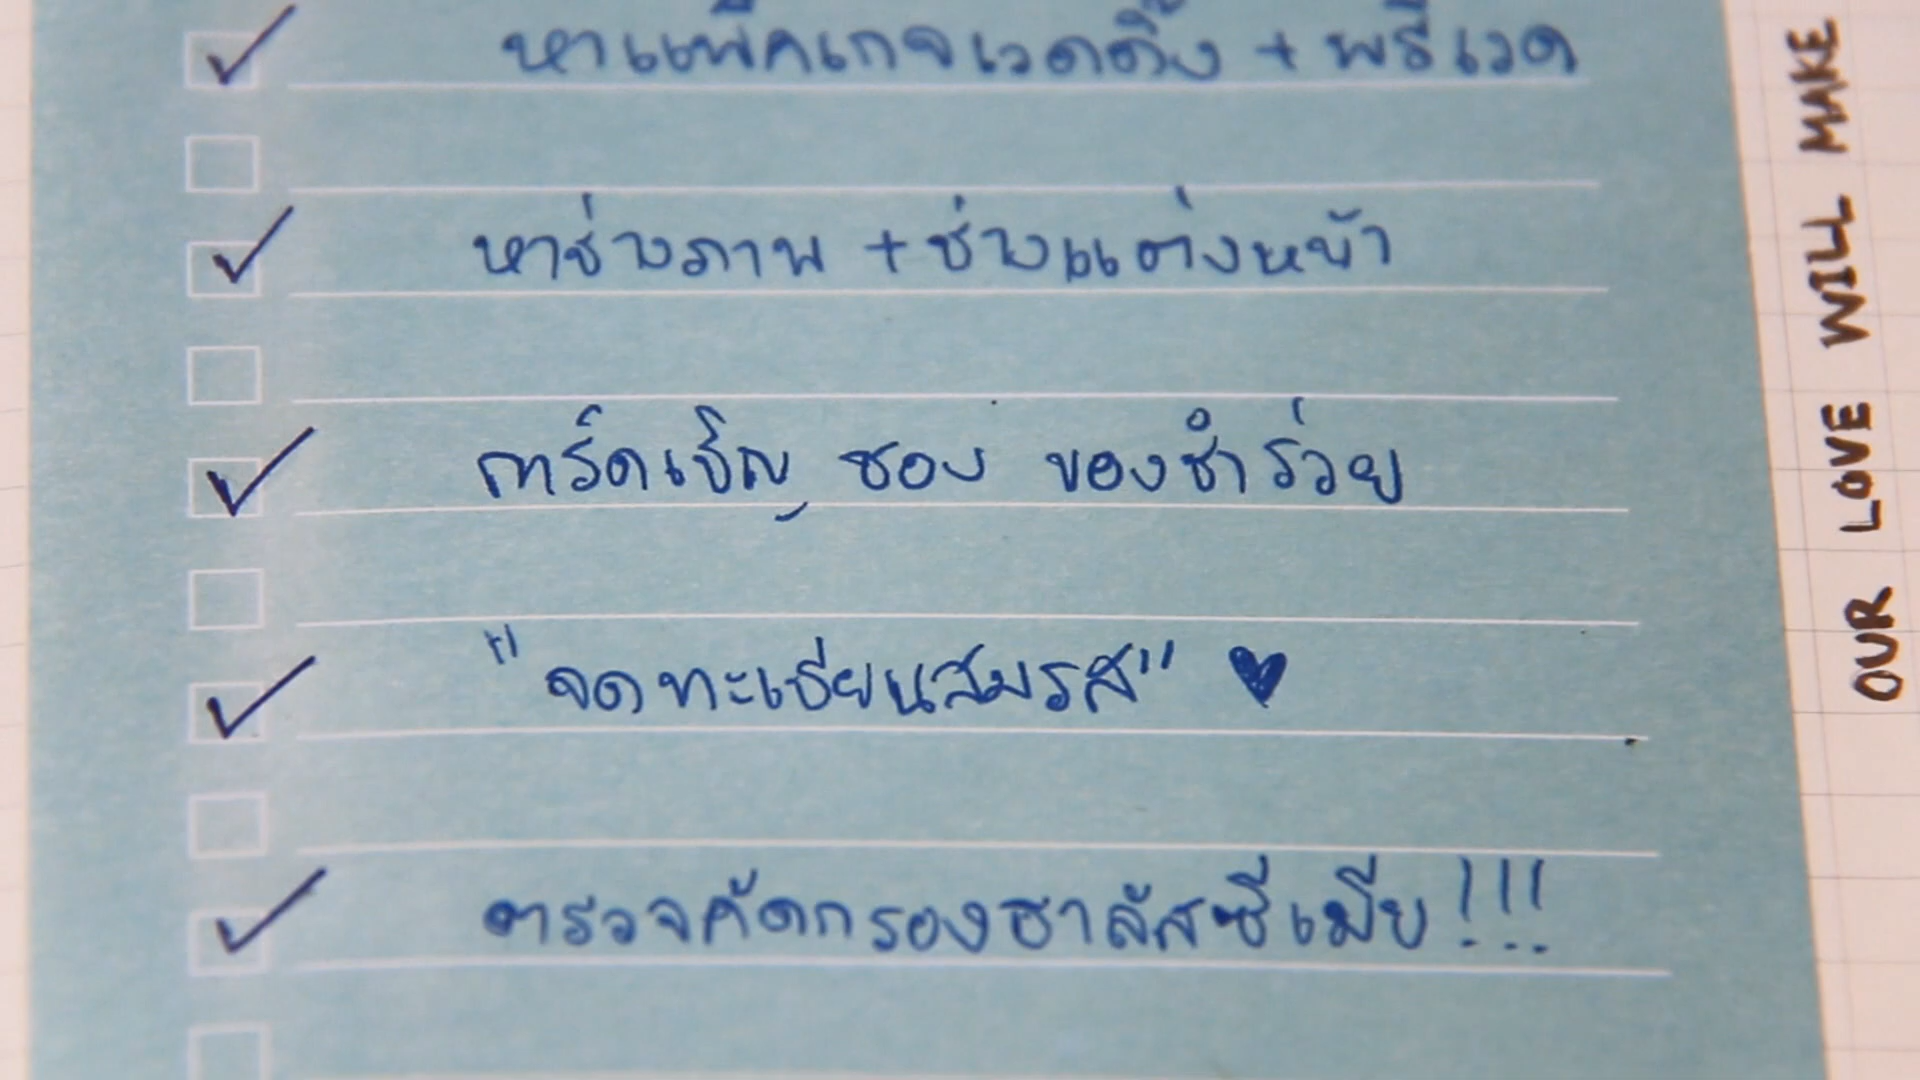 หาแพ็คเกจเวดดิ้ง + พรีเวด
หาช่างภาพ + ช่างแต่งหน้า
การ์ดเชิญ ซอง ของชำร่วย
"จดทะเบียนสมรส" ♥
ตรวจคัดกรองธาลัสซีเมีย!!!
OUR LOVE WILL MAKE